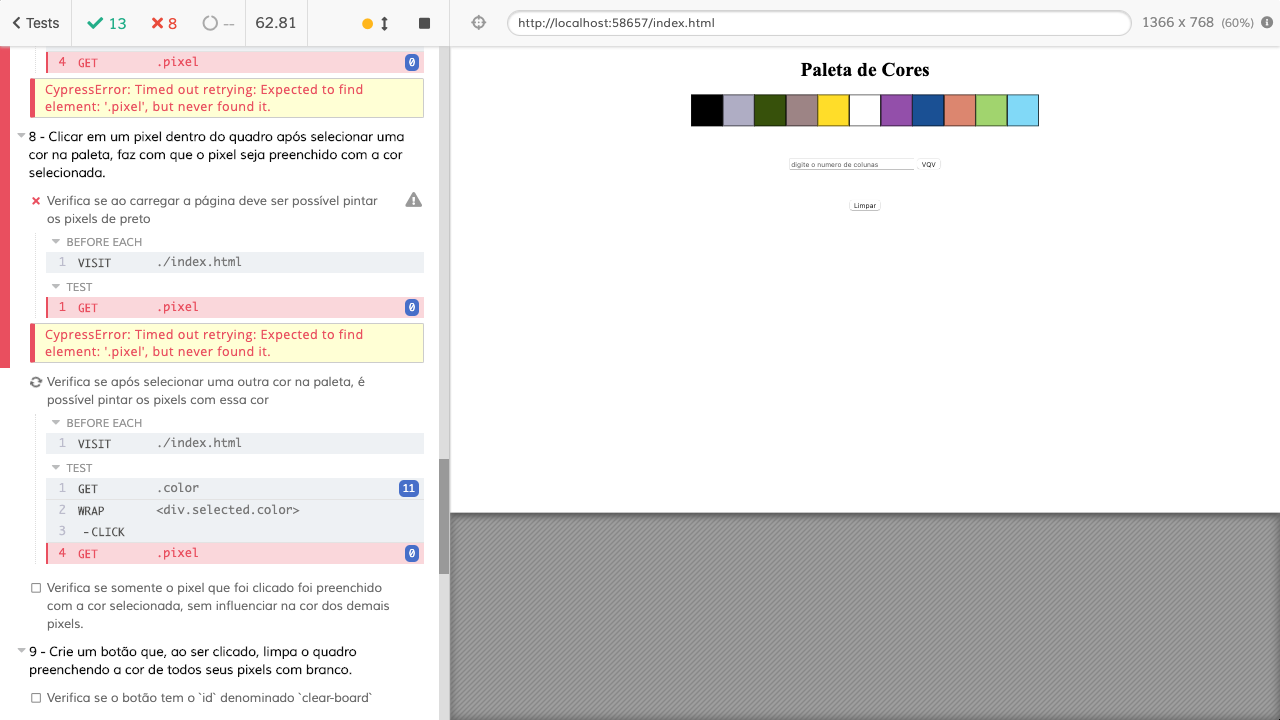 Tests
13
8
--
62.81
http://localhost:58657/index.html
1366 x 768 (60%)
4 GET .pixel 0
CypressError: Timed out retrying: Expected to find
element: '.pixel', but never found it.
8 - Clicar em um pixel dentro do quadro após selecionar uma
cor na paleta, faz com que o pixel seja preenchido com a cor
selecionada.
Verifica se ao carregar a página deve ser possível pintar
os pixels de preto
BEFORE EACH
1 VISIT ./index.html
TEST
1 GET .pixel 0
CypressError: Timed out retrying: Expected to find
element: '.pixel', but never found it.
Verifica se após selecionar uma outra cor na paleta, é
possível pintar os pixels com essa cor
BEFORE EACH
1 VISIT ./index.html
TEST
1 GET .color 11
2 WRAP <div.selected.color>
3 -CLICK
4 GET .pixel 0
Verifica se somente o pixel que foi clicado foi preenchido
com a cor selecionada, sem influenciar na cor dos demais
pixels.
9 - Crie um botão que, ao ser clicado, limpa o quadro
preenchendo a cor de todos seus pixels com branco.
Verifica se o botão tem o `id` denominado `clear-board`
Paleta de Cores
digite o numero de colunas VQV
Limpar